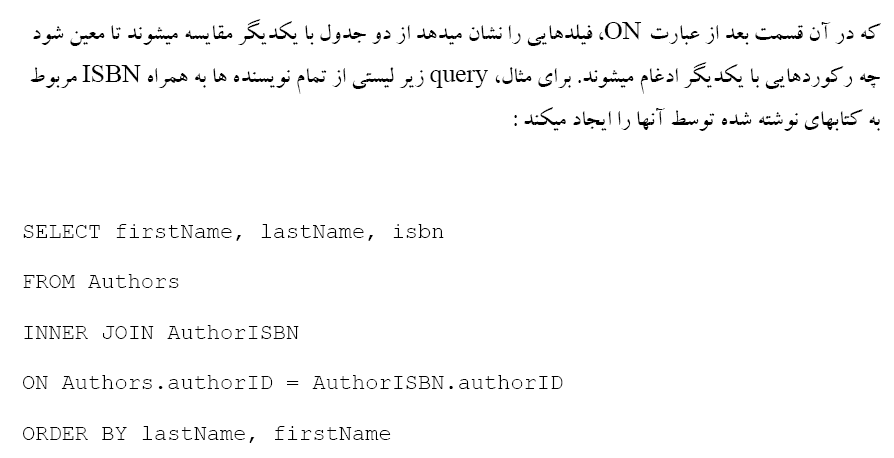 که در آن قسمت بعد از عبارت ON، فیلدهایی را نشان میدهد از دو جدول با یکدیگر مقایسه میشوند تا معین شود
چه رکوردهایی با یکدیگر ادغام میشوند. برای مثال، query زیر لیستی از تمام نویسنده ها به همراه ISBN مربوط
به کتابهای نوشته شده توسط آنها را ایجاد میکند :
SELECT firstName, lastName, isbn
FROM Authors
INNER JOIN AuthorISBN
ON Authors.authorID = AuthorISBN.authorID
ORDER BY lastName, firstName